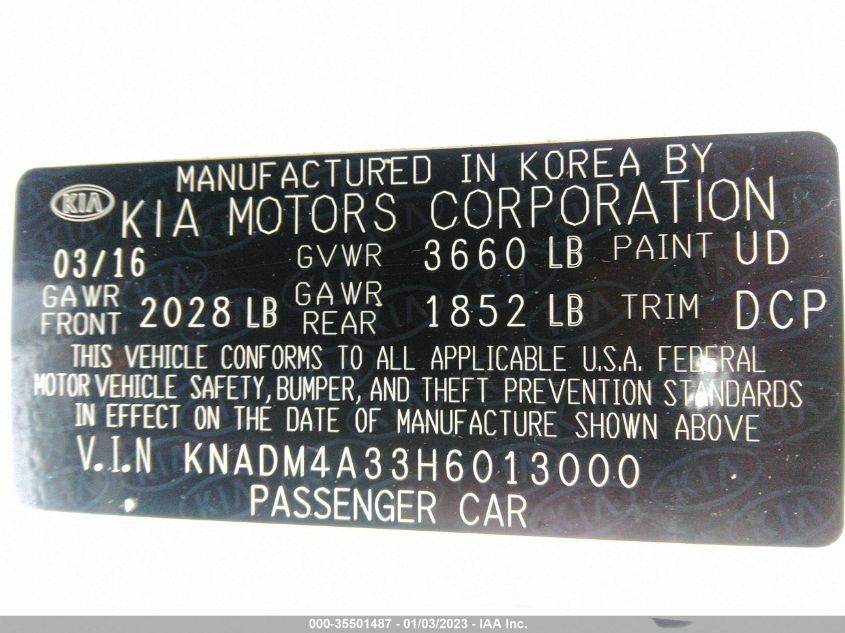 MANUFACTURED IN KOREA BY
KIA KIA MOTORS CORPORATION
03/16 GVWR 3660 LB PAINT UD
GAWR FRONT 2028 LB GAWR REAR 1852 LB TRIM DCP
THIS VEHICLE CONFORMS TO ALL APPLICABLE U.S.A. FEDERAL
MOTOR VEHICLE SAFETY, BUMPER, AND THEFT PREVENTION STANDARDS
IN EFFECT ON THE DATE OF MANUFACTURE SHOWN ABOVE
V.I.N KNADM4A33H6013000
PASSENGER CAR
000-35501487 - 01/03/2023 - IAA Inc.